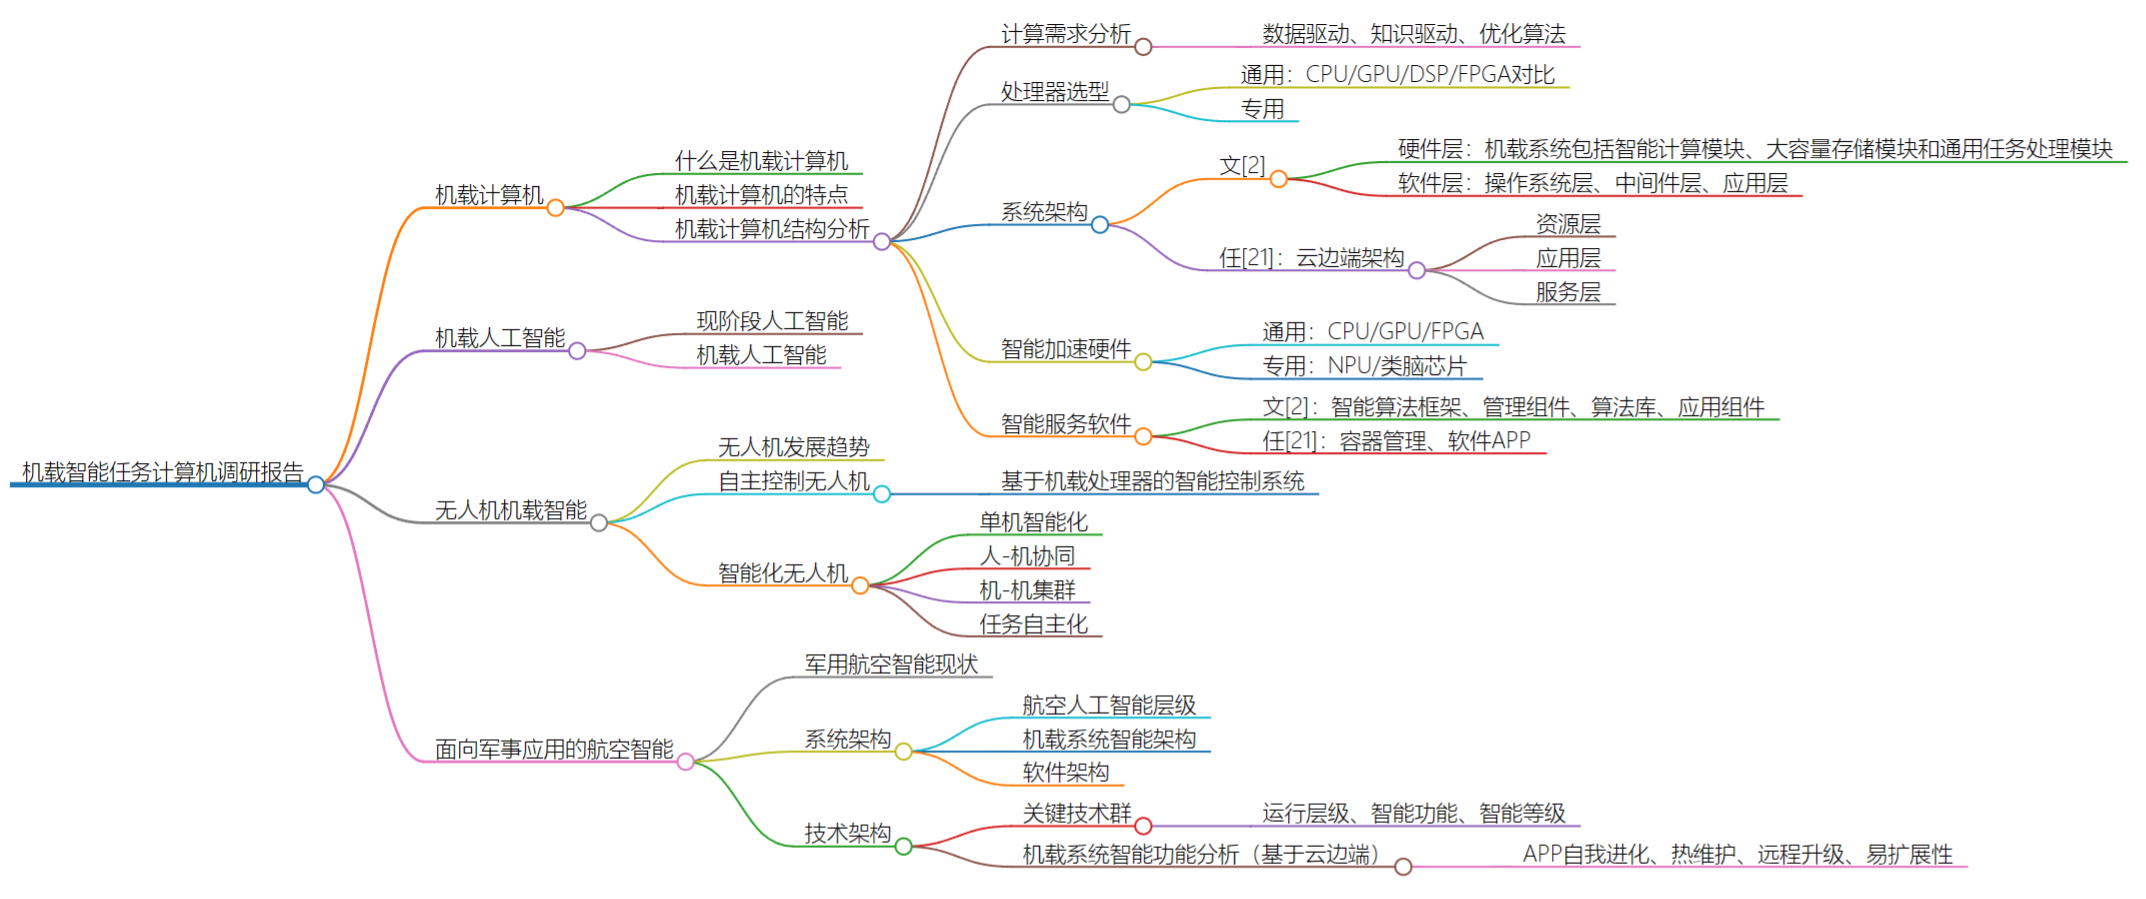 机载智能任务计算机调研报告
机载计算机
什么是机载计算机
机载计算机的特点
机载计算机结构分析
计算需求分析
数据驱动、知识驱动、优化算法
处理器选型
通用：CPU/GPU/DSP/FPGA对比
专用
系统架构
文[2]
硬件层：机载系统包括智能计算模块、大容量存储模块和通用任务处理模块
软件层：操作系统层、中间件层、应用层
任[21]：云边端架构
资源层
应用层
服务层
智能加速硬件
通用：CPU/GPU/FPGA
专用：NPU/类脑芯片
智能服务软件
文[2]：智能算法框架、管理组件、算法库、应用组件
任[21]：容器管理、软件APP
机载人工智能
现阶段人工智能
机载人工智能
无人机机载智能
无人机发展趋势
自主控制无人机
基于机载处理器的智能控制系统
智能化无人机
单机智能化
人-机协同
机-机集群
任务自主化
面向军事应用的航空智能
军用航空智能现状
系统架构
航空人工智能层级
机载系统智能架构
软件架构
技术架构
关键技术群
运行层级、智能功能、智能等级
机载系统智能功能分析（基于云边端）
APP自我进化、热维护、远程升级、易扩展性